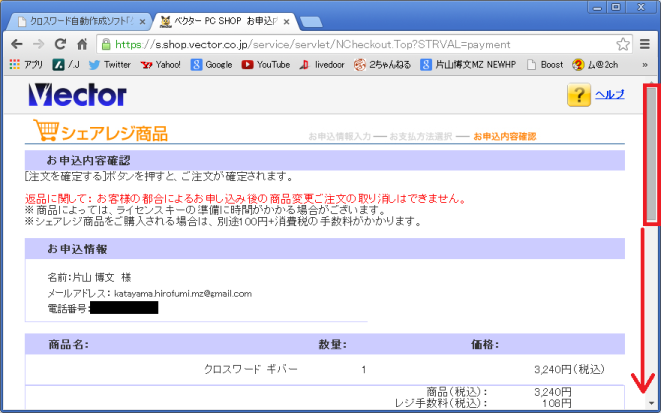 クロスワード自動作成ソフト「
ベクター PC SHOP お申込
https://s.shop.vector.co.jp/service/servlet/NCheckout.Top?STRVAL=payment
アプリ /.J Twitter Yahoo! Google YouTube livedoor 2ちゃんねる 片山博文MZ NEWHP Boost ム@2ch »
Vector
? ヘルプ
シェアレジ商品
お申込情報入力 お支払方法選択 お申込内容確認
お申込内容確認
[注文を確定する]ボタンを押すと、ご注文が確定されます。
返品に関して： お客様の都合によるお申し込み後の商品変更ご注文の取り消しはできません。
※商品によっては、ライセンスキーの準備に時間がかかる場合がございます。
※シェアレジ商品をご購入される場合は、別途100円+消費税の手数料がかかります。
お申込情報
名前：片山 博文 様
メールアドレス： katayama.hirofumi.mz@gmail.com
電話番号：
商品名： 数量： 価格：
クロスワード ギバー 1 3,240円（税込）
商品（税込）： 3,240円
レジ手数料（税込）： 108円